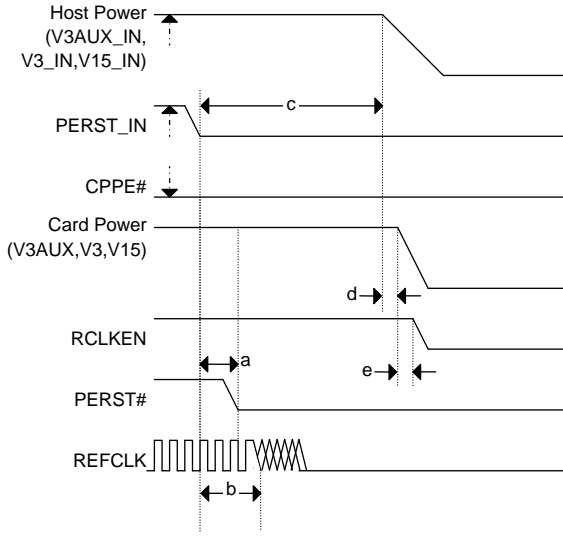 Host Power
(V3AUX_IN,
V3_IN,V15_IN)
c
PERST_IN
CPPE#
Card Power
(V3AUX,V3,V15)
d
RCLKEN
a
e
PERST#
REFCLK
b